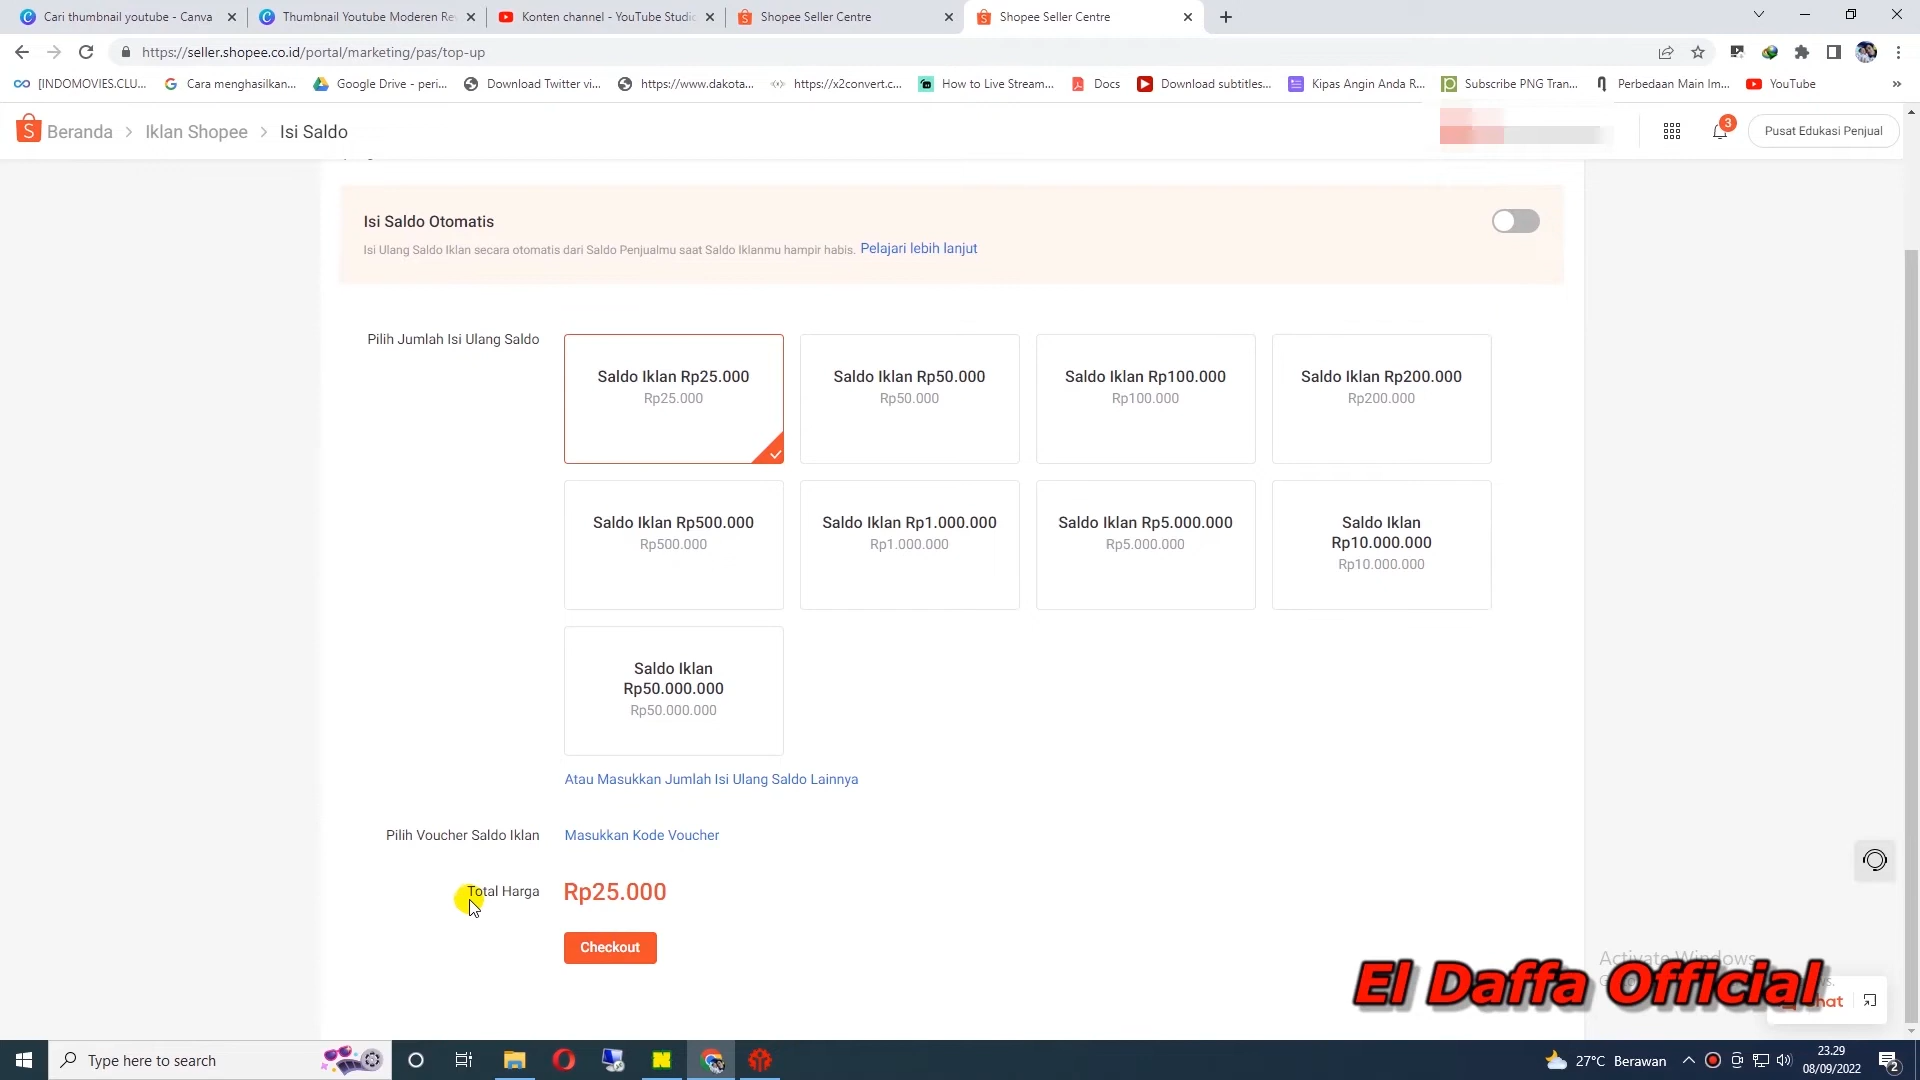 Cari thumbnail youtube - Canva
Thumbnail Youtube Moderen Re
Konten channel - YouTube Studio
Shopee Seller Centre
Shopee Seller Centre
https://seller.shopee.co.id/portal/marketing/pas/top-up
[INDOMOVIES.CLU...
Cara menghasilkan...
Google Drive - peri...
Download Twitter vi...
https://www.dakota...
https://x2convert.c...
How to Live Stream...
Docs
Download subtitles...
Kipas Angin Anda R...
Subscribe PNG Tran...
Perbedaan Main Im...
YouTube
Beranda > Iklan Shopee > Isi Saldo
3
Pusat Edukasi Penjual
Isi Saldo Otomatis
Isi Ulang Saldo Iklan secara otomatis dari Saldo Penjualmu saat Saldo Iklanmu hampir habis. Pelajari lebih lanjut
Pilih Jumlah Isi Ulang Saldo
Saldo Iklan Rp25.000
Rp25.000
Saldo Iklan Rp50.000
Rp50.000
Saldo Iklan Rp100.000
Rp100.000
Saldo Iklan Rp200.000
Rp200.000
Saldo Iklan Rp500.000
Rp500.000
Saldo Iklan Rp1.000.000
Rp1.000.000
Saldo Iklan Rp5.000.000
Rp5.000.000
Saldo Iklan
Rp10.000.000
Rp10.000.000
Saldo Iklan
Rp50.000.000
Rp50.000.000
Atau Masukkan Jumlah Isi Ulang Saldo Lainnya
Pilih Voucher Saldo Iklan
Masukkan Kode Voucher
Total Harga
Rp25.000
Checkout
Activate Windows
El Daffa Official
Type here to search
27°C Berawan
23.29
08/09/2022
2